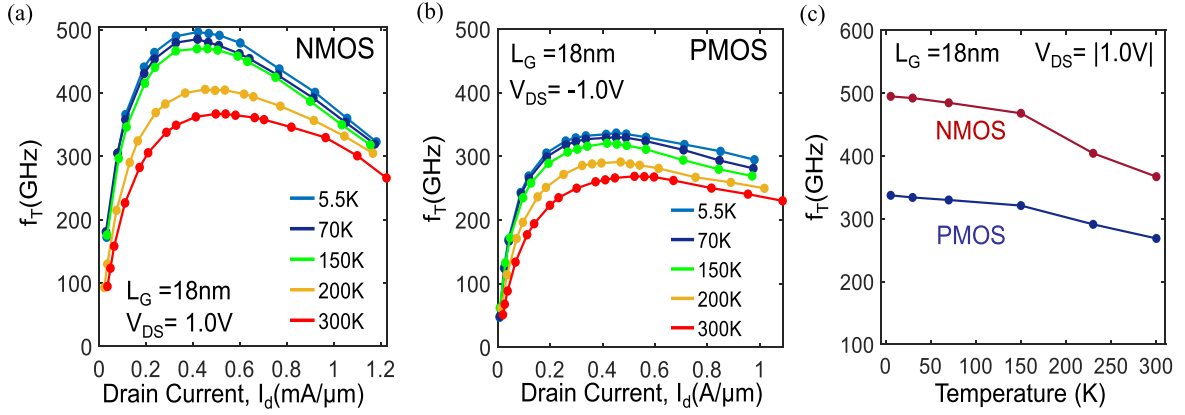 (a)
f_T(GHz)
500
400
300
200
100
0
NMOS
5.5K
70K
150K
200K
300K
L_G = 18nm
V_DS= 1.0V
0 0.2 0.4 0.6 0.8 1 1.2
Drain Current, I_d(mA/μm)
(b)
f_T(GHz)
500
400
300
200
100
0
PMOS
L_G = 18nm
V_DS= -1.0V
5.5K
70K
150K
200K
300K
0 0.2 0.4 0.6 0.8 1
Drain Current, I_d(A/μm)
(c)
600
500
400
300
200
100
L_G = 18nm V_DS= |1.0V|
NMOS
PMOS
0 50 100 150 200 250 300
Temperature (K)